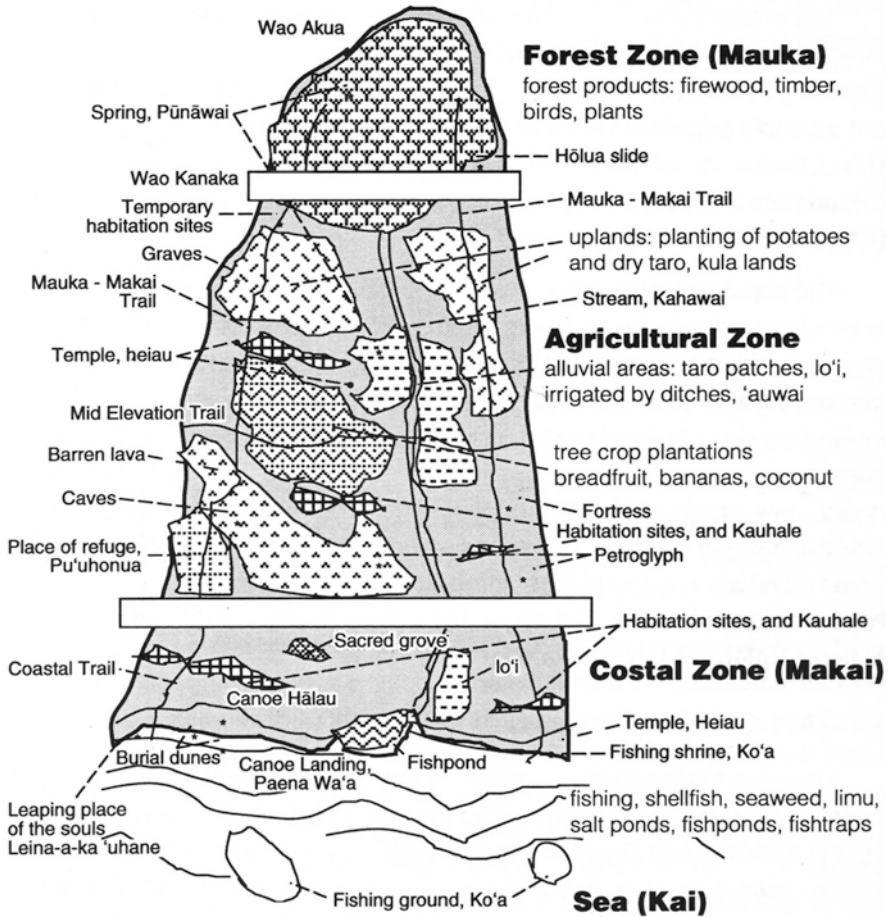 Wao Akua
Forest Zone (Mauka)
forest products: firewood, timber,
birds, plants
Spring, Pūnāwai
Hōlua slide
Wao Kanaka
Temporary
habitation sites
Mauka - Makai Trail
Graves
uplands: planting of potatoes
and dry taro, kula lands
Mauka - Makai
Trail
Stream, Kahawai
Agricultural Zone
Temple, heiau
alluvial areas: taro patches, lo‘i,
irrigated by ditches, ‘auwai
Mid Elevation Trail
Barren lava
tree crop plantations
breadfruit, bananas, coconut
Caves
Fortress
Habitation sites, and Kauhale
Place of refuge,
Pu‘uhonua
Petroglyph
Habitation sites, and Kauhale
Sacred grove
Coastal Trail
lo‘i
Costal Zone (Makai)
Canoe Hālau
Temple, Heiau
Burial dunes
Canoe Landing,
Paena Wa‘a
Fishpond
Fishing shrine, Ko‘a
Leaping place
of the souls
Leina-a-ka ‘uhane
fishing, shellfish, seaweed, limu,
salt ponds, fishponds, fishtraps
Fishing ground, Ko‘a
Sea (Kai)